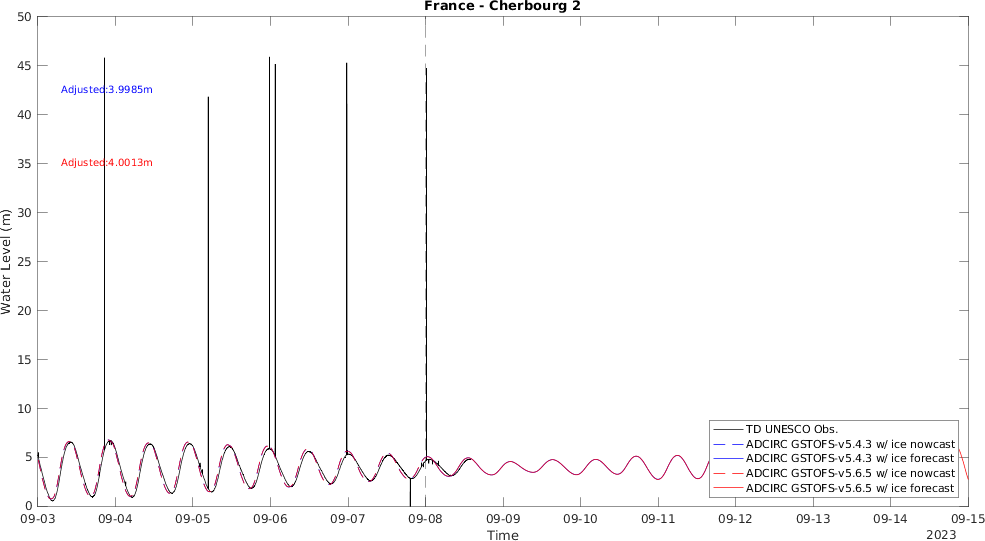 France - Cherbourg 2
50
45
40
35
30
25
20
15
10
5
0
Water Level (m)
Adjusted:3.9985m
Adjusted:4.0013m
TD UNESCO Obs.
ADCIRC GSTOFS-v5.4.3 w/ ice nowcast
ADCIRC GSTOFS-v5.4.3 w/ ice forecast
ADCIRC GSTOFS-v5.6.5 w/ ice nowcast
ADCIRC GSTOFS-v5.6.5 w/ ice forecast
09-03 09-04 09-05 09-06 09-07 09-08 09-09 09-10 09-11 09-12 09-13 09-14 09-15
2023
Time